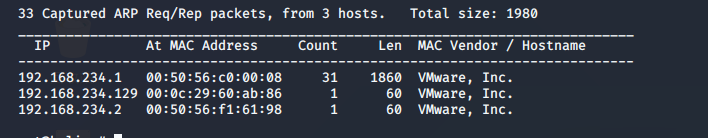 33 Captured ARP Req/Rep packets, from 3 hosts.   Total size: 1980
_____________________________________________________________________________
IP            At MAC Address     Count     Len  MAC Vendor / Hostname
-----------------------------------------------------------------------------
192.168.234.1   00:50:56:c0:00:08     31    1860  VMware, Inc.
192.168.234.129 00:0c:29:60:ab:86      1      60  VMware, Inc.
192.168.234.2   00:50:56:f1:61:98      1      60  VMware, Inc.